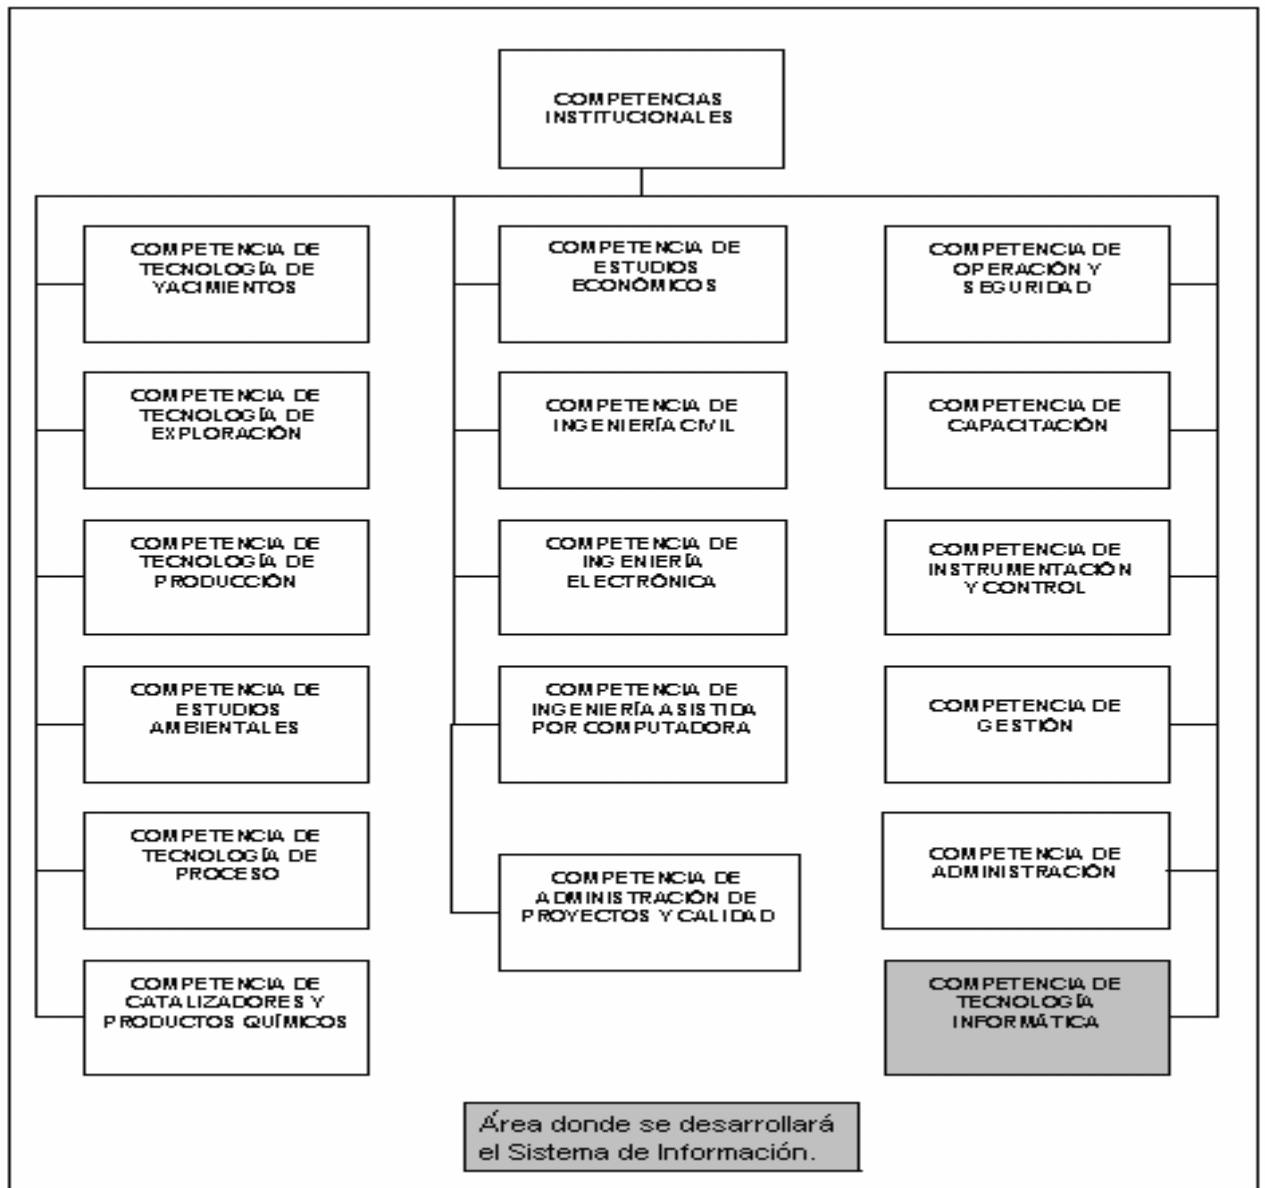 COMPETENCIAS
INSTITUCIONALES
COMPETENCIA DE
TECNOLOGÍA DE
YACIMIENTOS
COMPETENCIA DE
TECNOLOGÍA DE
EXPLORACIÓN
COMPETENCIA DE
TECNOLOGÍA DE
PRODUCCIÓN
COMPETENCIA DE
ESTUDIOS
AMBIENTALES
COMPETENCIA DE
TECNOLOGÍA DE
PROCESO
COMPETENCIA DE
CATALIZADORES Y
PRODUCTOS QUÍMICOS
COMPETENCIA DE
ESTUDIOS
ECONÓMICOS
COMPETENCIA DE
INGENIERÍA CIVIL
COMPETENCIA DE
INGENIERÍA
ELECTRÓNICA
COMPETENCIA DE
INGENIERÍA ASISTIDA
POR COMPUTADORA
COMPETENCIA DE
ADMINISTRACIÓN DE
PROYECTOS Y CALIDAD
COMPETENCIA DE
OPERACIÓN Y
SEGURIDAD
COMPETENCIA DE
CAPACITACIÓN
COMPETENCIA DE
INSTRUMENTACIÓN
Y CONTROL
COMPETENCIA DE
GESTIÓN
COMPETENCIA DE
ADMINISTRACIÓN
COMPETENCIA DE
TECNOLOGÍA
INFORMÁTICA
Área donde se desarrollará
el Sistema de Información.